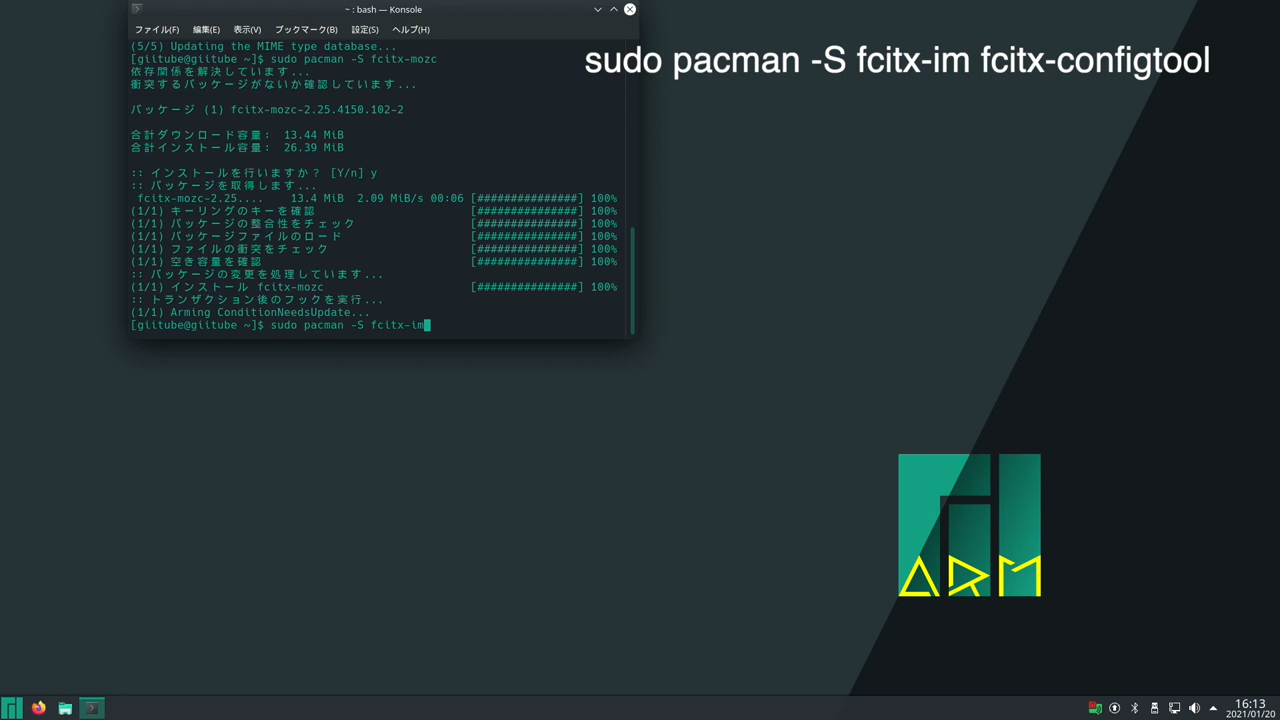 ~ : bash — Konsole
ファイル(F) 編集(E) 表示(V) ブックマーク(B) 設定(S) ヘルプ(H)
(5/5) Updating the MIME type database...
[giitube@giitube ~]$ sudo pacman -S fcitx-mozc
依存関係を解決しています...
衝突するパッケージがないか確認しています...
パッケージ (1) fcitx-mozc-2.25.4150.102-2
合計ダウンロード容量: 13.44 MiB
合計インストール容量: 26.39 MiB
:: インストールを行いますか？ [Y/n] y
:: パッケージを取得します...
fcitx-mozc-2.25.... 13.4 MiB 2.09 MiB/s 00:06 [###############] 100%
(1/1) キーリングのキーを確認 [###############] 100%
(1/1) パッケージの整合性をチェック [###############] 100%
(1/1) パッケージファイルのロード [###############] 100%
(1/1) ファイルの衝突をチェック [###############] 100%
(1/1) 空き容量を確認 [###############] 100%
:: パッケージの変更を処理しています...
(1/1) インストール fcitx-mozc [###############] 100%
:: トランザクション後のフックを実行...
(1/1) Arming ConditionNeedsUpdate...
[giitube@giitube ~]$ sudo pacman -S fcitx-im
sudo pacman -S fcitx-im fcitx-configtool
ARM
16:13
2021/01/20